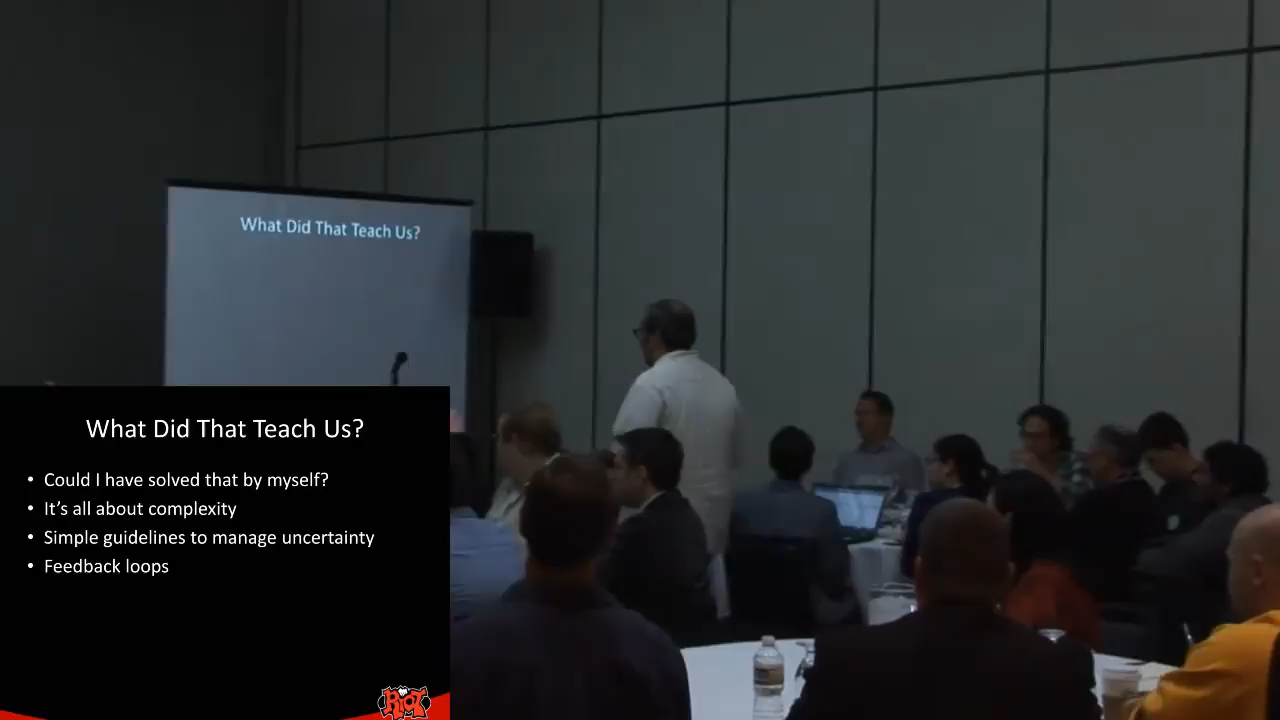 What Did That Teach Us?
What Did That Teach Us?
• Could I have solved that by myself?
• It's all about complexity
• Simple guidelines to manage uncertainty
• Feedback loops
RIOT